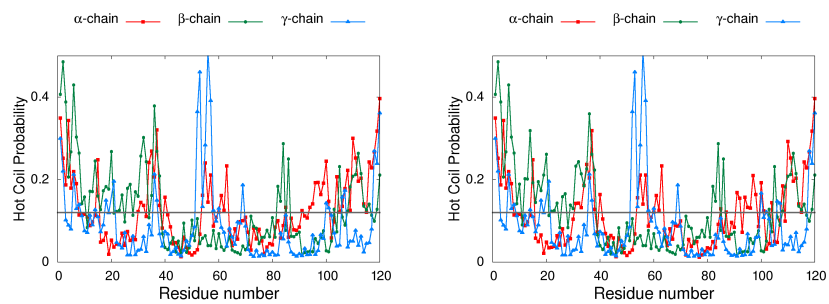 α-chain β-chain γ-chain
Hot Coil Probability
0.4
0.2
0
0 20 40 60 80 100 120
Residue number
α-chain β-chain γ-chain
Hot Coil Probability
0.4
0.2
0
0 20 40 60 80 100 120
Residue number